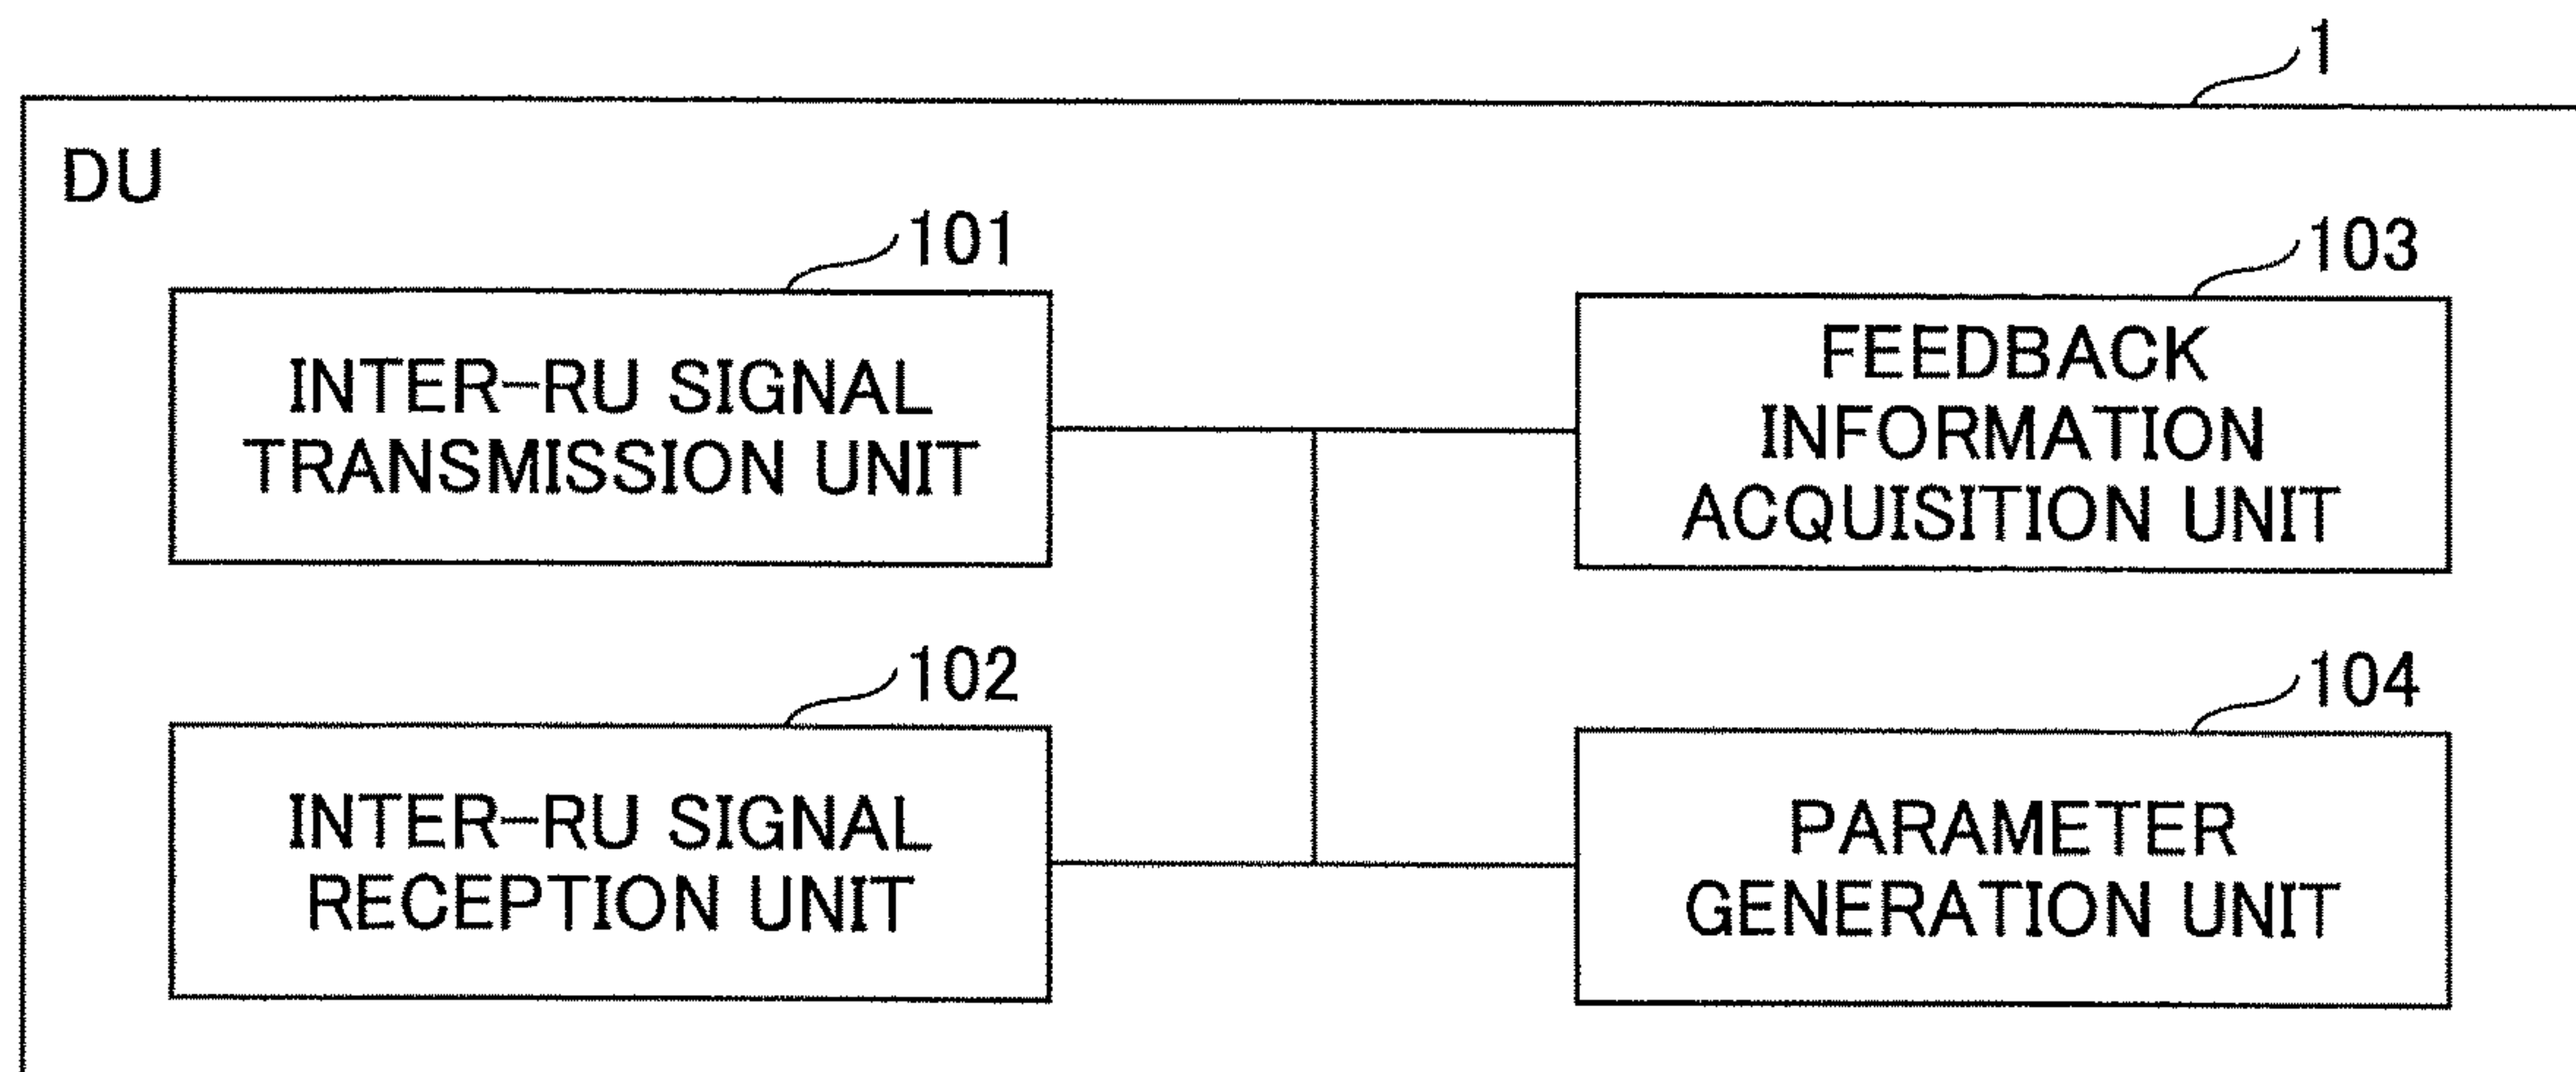 1
DU
101
INTER-RU SIGNAL
TRANSMISSION UNIT
103
FEEDBACK
INFORMATION
ACQUISITION UNIT
102
INTER-RU SIGNAL
RECEPTION UNIT
104
PARAMETER
GENERATION UNIT